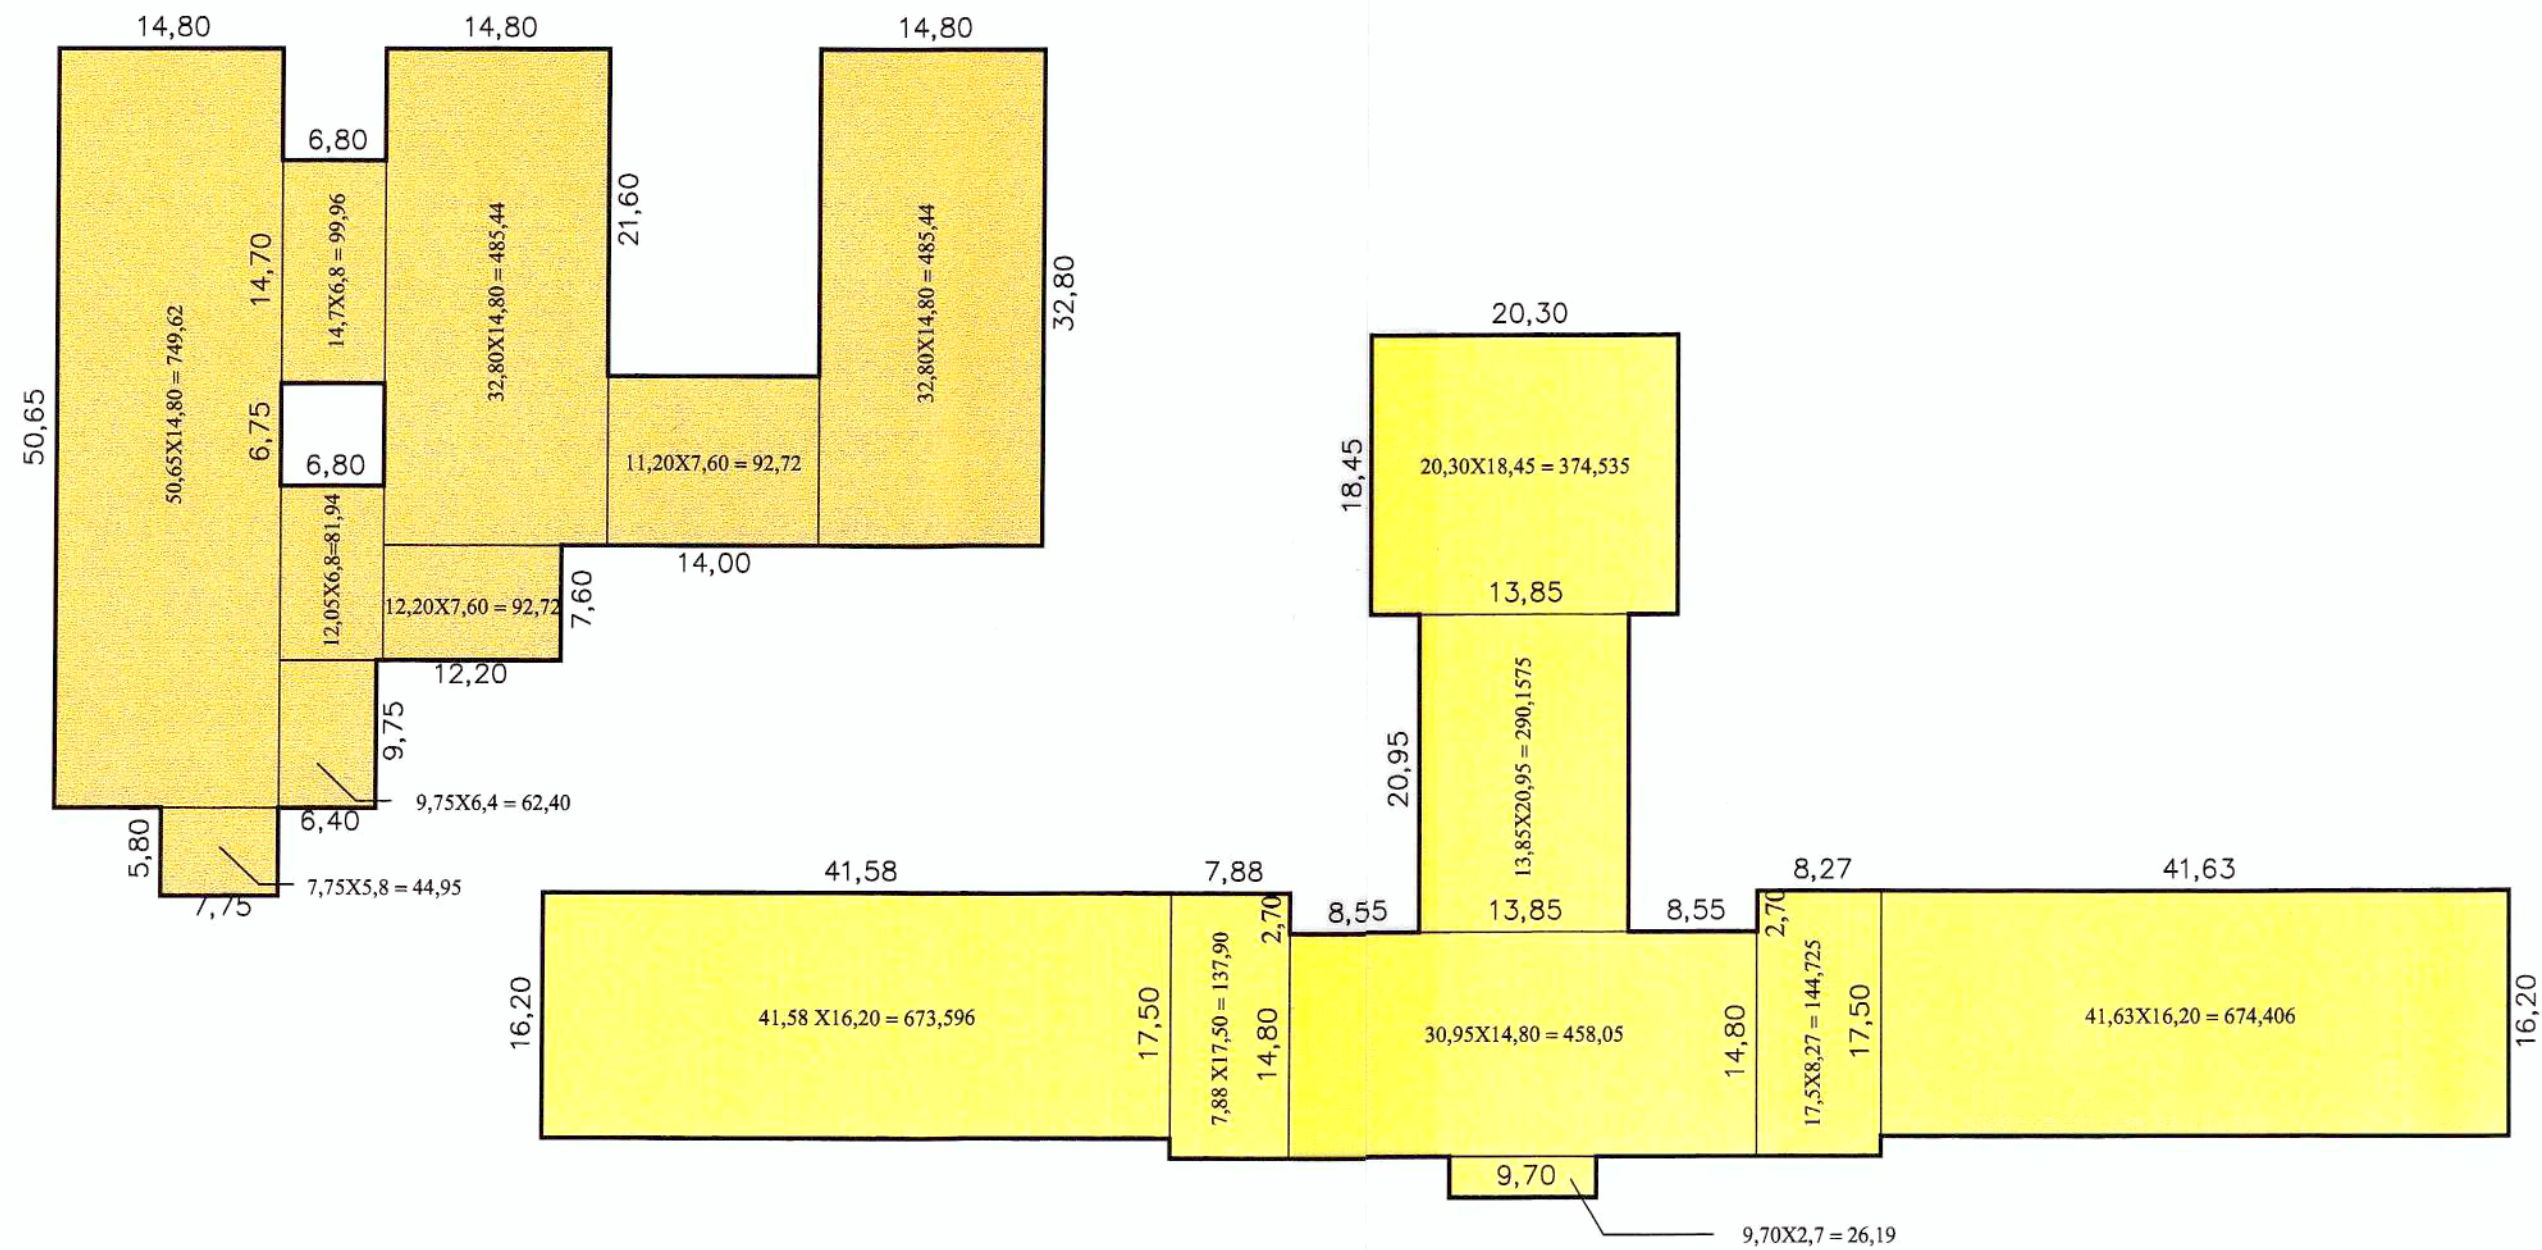 14,80
14,80
14,80
6,80
14,70
14,7X6,8 = 99,96
50,65
50,65X14,80 = 749,62
32,80X14,80 = 485,44
21,60
32,80X14,80 = 485,44
32,80
6,75
6,80
11,20X7,60 = 92,72
12,05X6,8=81,94
12,20X7,60 = 92,72
7,60
14,00
12,20
9,75
9,75X6,4 = 62,40
6,40
5,80
7,75X5,8 = 44,95
7,75
20,30
18,45
20,30X18,45 = 374,535
13,85
20,95
13,85X20,95 = 290,1575
41,58
7,88
8,55
13,85
8,55
8,27
41,63
2,70
2,70
16,20
41,58 X16,20 = 673,596
17,50
7,88 X17,50 = 137,90
14,80
30,95X14,80 = 458,05
14,80
17,5X8,27 = 144,725
17,50
41,63X16,20 = 674,406
16,20
9,70
9,70X2,7 = 26,19